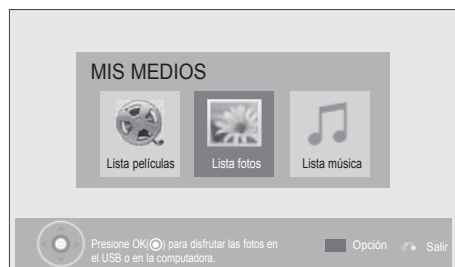 MIS MEDIOS
Lista películas
Lista fotos
Lista música
Presione OK(◉) para disfrutar las fotos en
el USB o en la computadora.
Opción
Salir